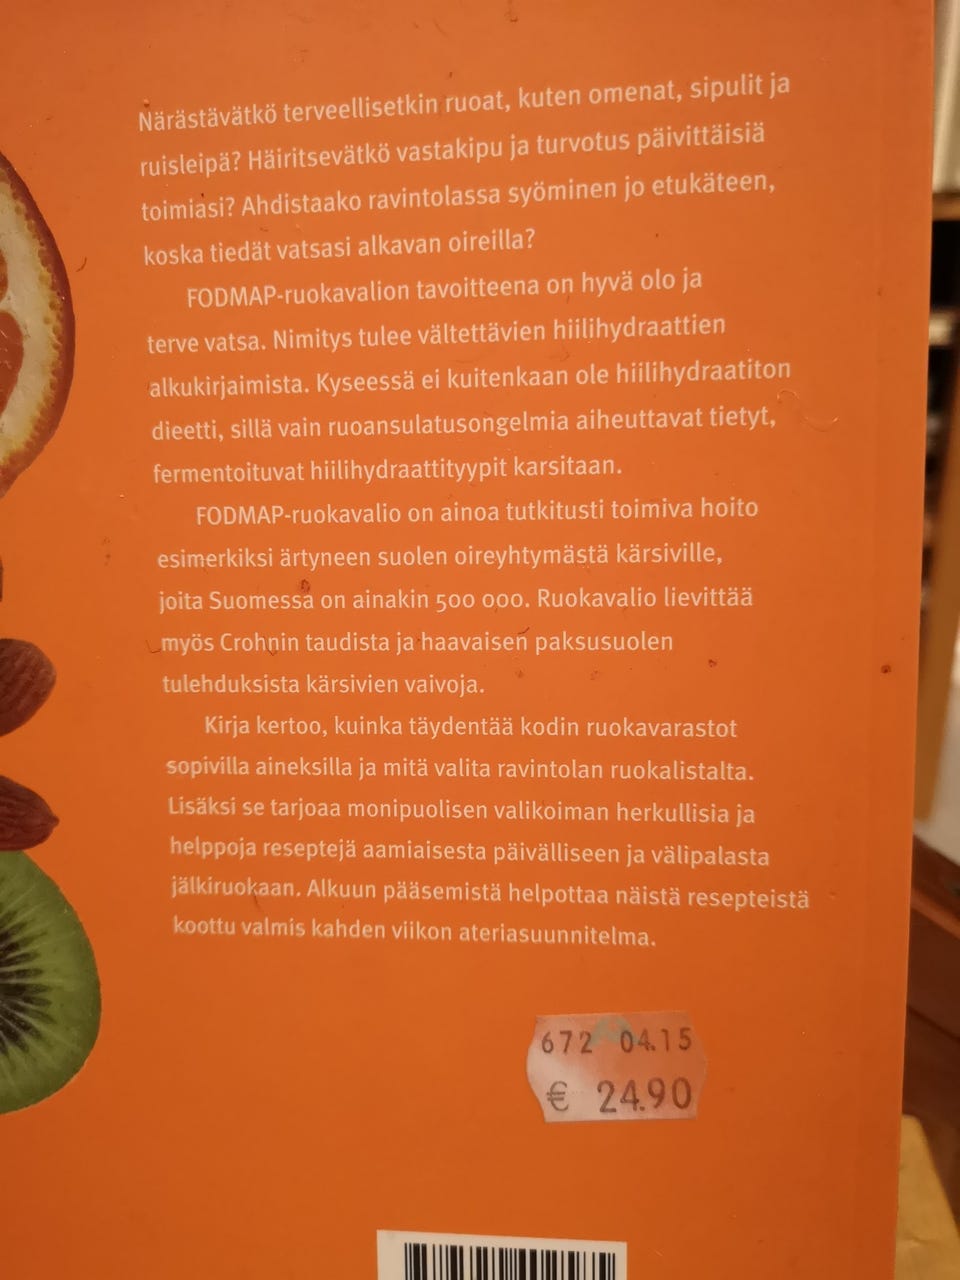 Närästävätkö terveellisetkin ruoat, kuten omenat, sipulit ja
ruisleipä? Häiritsevätkö vastakipu ja turvotus päivittäisiä
toimiasi? Ahdistaako ravintolassa syöminen jo etukäteen,
koska tiedät vatsasi alkavan oireilla?
FODMAP-ruokavalion tavoitteena on hyvä olo ja
terve vatsa. Nimitys tulee vältettävien hiilihydraattien
alkukirjaimista. Kyseessä ei kuitenkaan ole hiilihydraatiton
dieetti, sillä vain ruoansulatusongelmia aiheuttavat tietyt,
fermentoituvat hiilihydraattityypit karsitaan.
FODMAP-ruokavalio on ainoa tutkitusti toimiva hoito
esimerkiksi ärtyneen suolen oireyhtymästä kärsiville,
joita Suomessa on ainakin 500 000. Ruokavalio lievittää
myös Crohnin taudista ja haavaisen paksusuolen
tulehduksista kärsivien vaivoja.
Kirja kertoo, kuinka täydentää kodin ruokavarastot
sopivilla aineksilla ja mitä valita ravintolan ruokalistalta.
Lisäksi se tarjoaa monipuolisen valikoiman herkullisia ja
helppoja reseptejä aamiaisesta päivälliseen ja välipalasta
jälkiruokaan. Alkuun pääsemistä helpottaa näistä resepteistä
koottu valmis kahden viikon ateriasuunnitelma.
672 04.15
€ 24.90